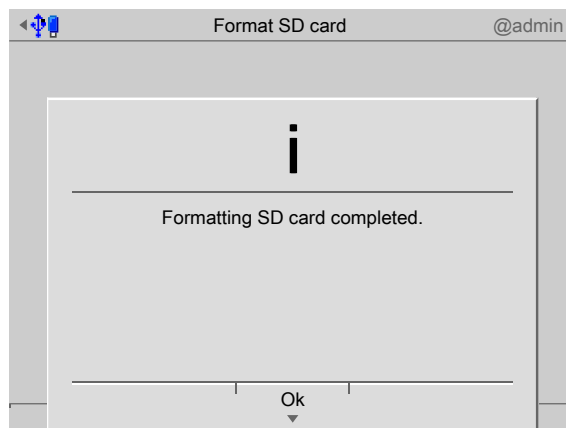 Format SD card
@admin
i
Formatting SD card completed.
Ok